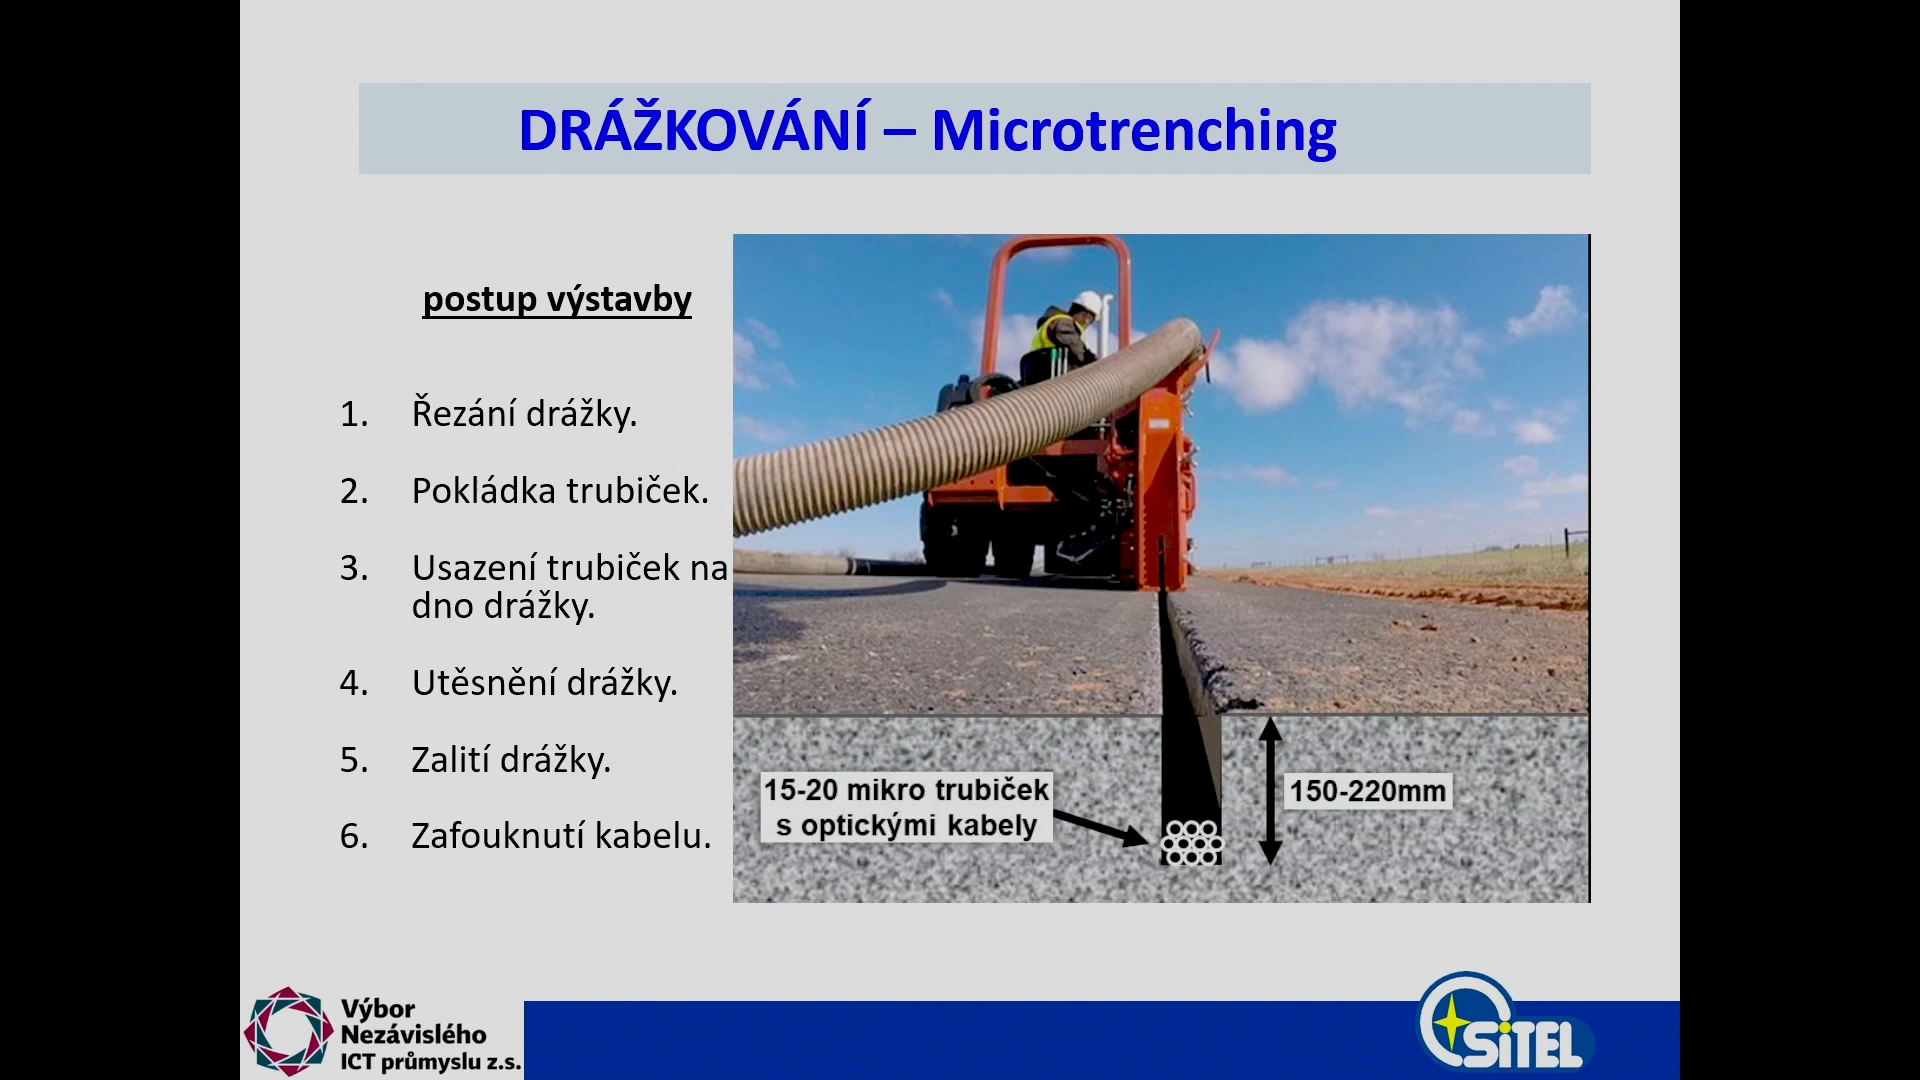 DRÁŽKOVÁNÍ – Microtrenching
postup výstavby
1. Řezání drážky.
2. Pokládka trubiček.
3. Usazení trubiček na
dno drážky.
4. Utěsnění drážky.
5. Zalití drážky.
6. Zafouknutí kabelu.
15-20 mikro trubiček
s optickými kabely
150-220mm
Výbor
Nezávislého
ICT průmyslu z.s.
SiTEL